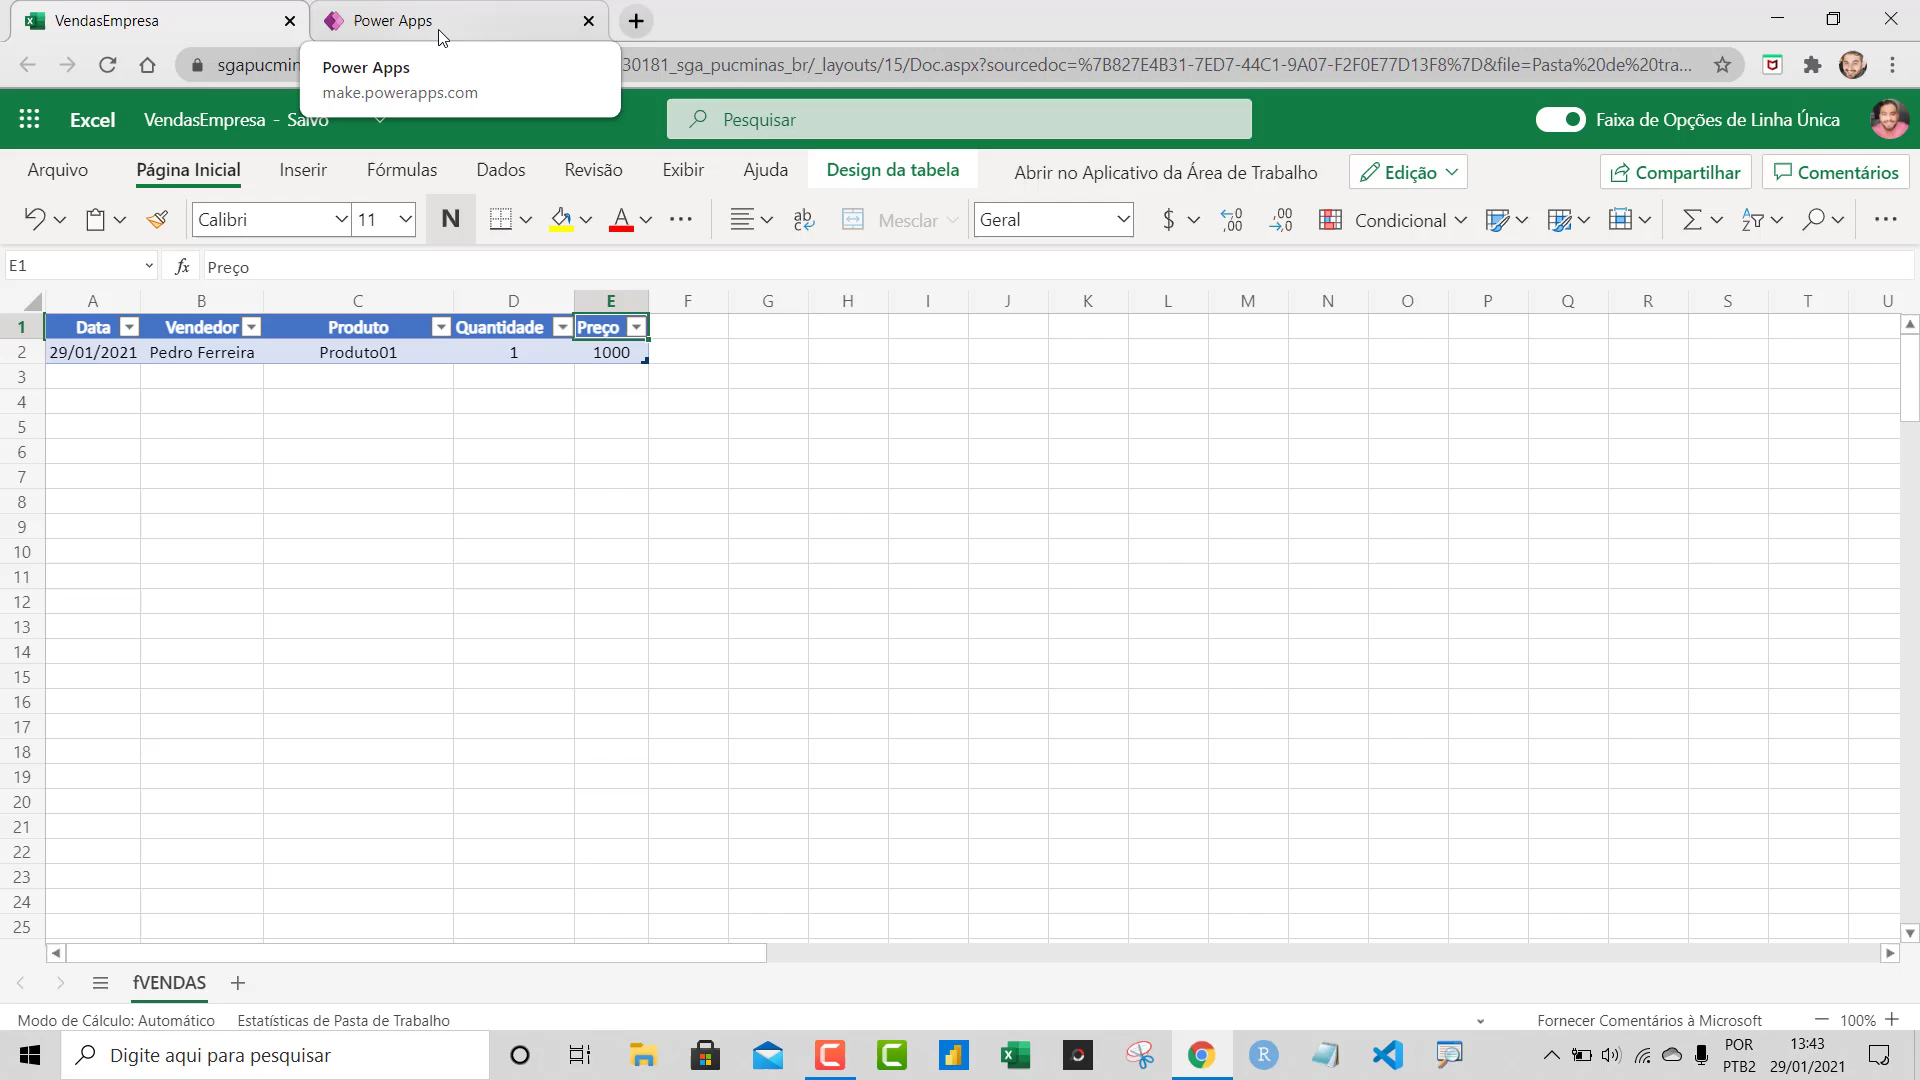 VendasEmpresa
Power Apps
Power Apps
make.powerapps.com
sgapucmin
30181_sga_pucminas_br/_layouts/15/Doc.aspx?sourcedoc=%7B827E4B31-7ED7-44C1-9A07-F2F0E77D13F8%7D&file=Pasta%20de%20tra...
Excel
VendasEmpresa - Salvo
Pesquisar
Faixa de Opções de Linha Única
Arquivo
Página Inicial
Inserir
Fórmulas
Dados
Revisão
Exibir
Ajuda
Design da tabela
Abrir no Aplicativo da Área de Trabalho
Edição
Compartilhar
Comentários
Calibri
11
N
Mesclar
Geral
Condicional
E1
fx
Preço
A B C D E F G H I J K L M N O P Q R S T U
1 Data Vendedor Produto Quantidade Preço
2 29/01/2021 Pedro Ferreira Produto01 1 1000
3
4
5
6
7
8
9
10
11
12
13
14
15
16
17
18
19
20
21
22
23
24
25
fVENDAS
Modo de Cálculo: Automático
Estatísticas de Pasta de Trabalho
Fornecer Comentários à Microsoft
100%
Digite aqui para pesquisar
POR
PTB2
13:43
29/01/2021